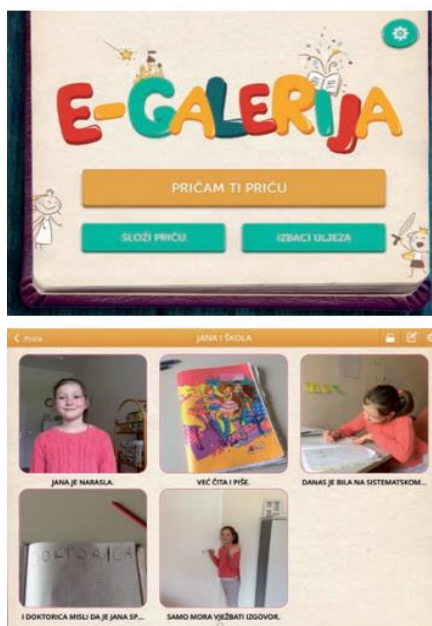 E-GALERIJA
PRIČAM TI PRIČU
SLOŽI PRIČU
IZBACI ULJEZA
JANA I ŠKOLA
JANA JE NARASLA.
VEĆ ČITA I PIŠE.
DANAS JE BILA NA SISTEMATSKOM...
DOKTORICA
I DOKTORICA MISLI DA JE JANA SP...
SAMO MORA VJEŽBATI IZGOVOR.